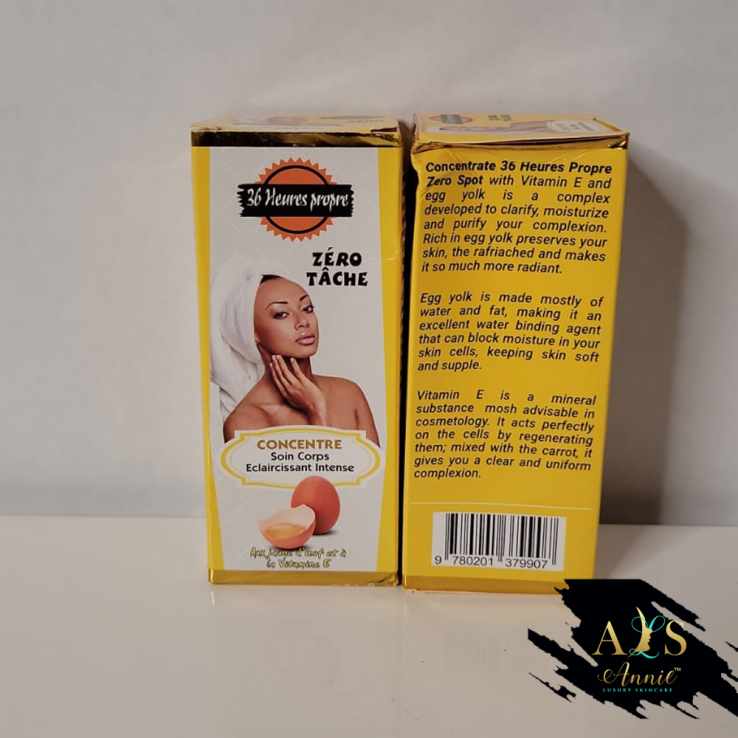 36 Heures propre
ZÉRO
TÂCHE
CONCENTRE
Soin Corps
Eclaircissant Intense
Aux jaune d'œuf et à
la Vitamine E
Concentrate 36 Heures Propre
Zero Spot with Vitamin E and
egg yolk is a complex
developed to clarify, moisturize
and purify your complexion.
Rich in egg yolk preserves your
skin, the rafriached and makes
it so much more radiant.
Egg yolk is made mostly of
water and fat, making it an
excellent water binding agent
that can block moisture in your
skin cells, keeping skin soft
and supple.
Vitamin E is a mineral
substance mosh advisable in
cosmetology. It acts perfectly
on the cells by regenerating
them; mixed with the carrot, it
gives you a clear and uniform
complexion.
9 780201 379907
ALS
Annie™
LUXURY SKINCARE